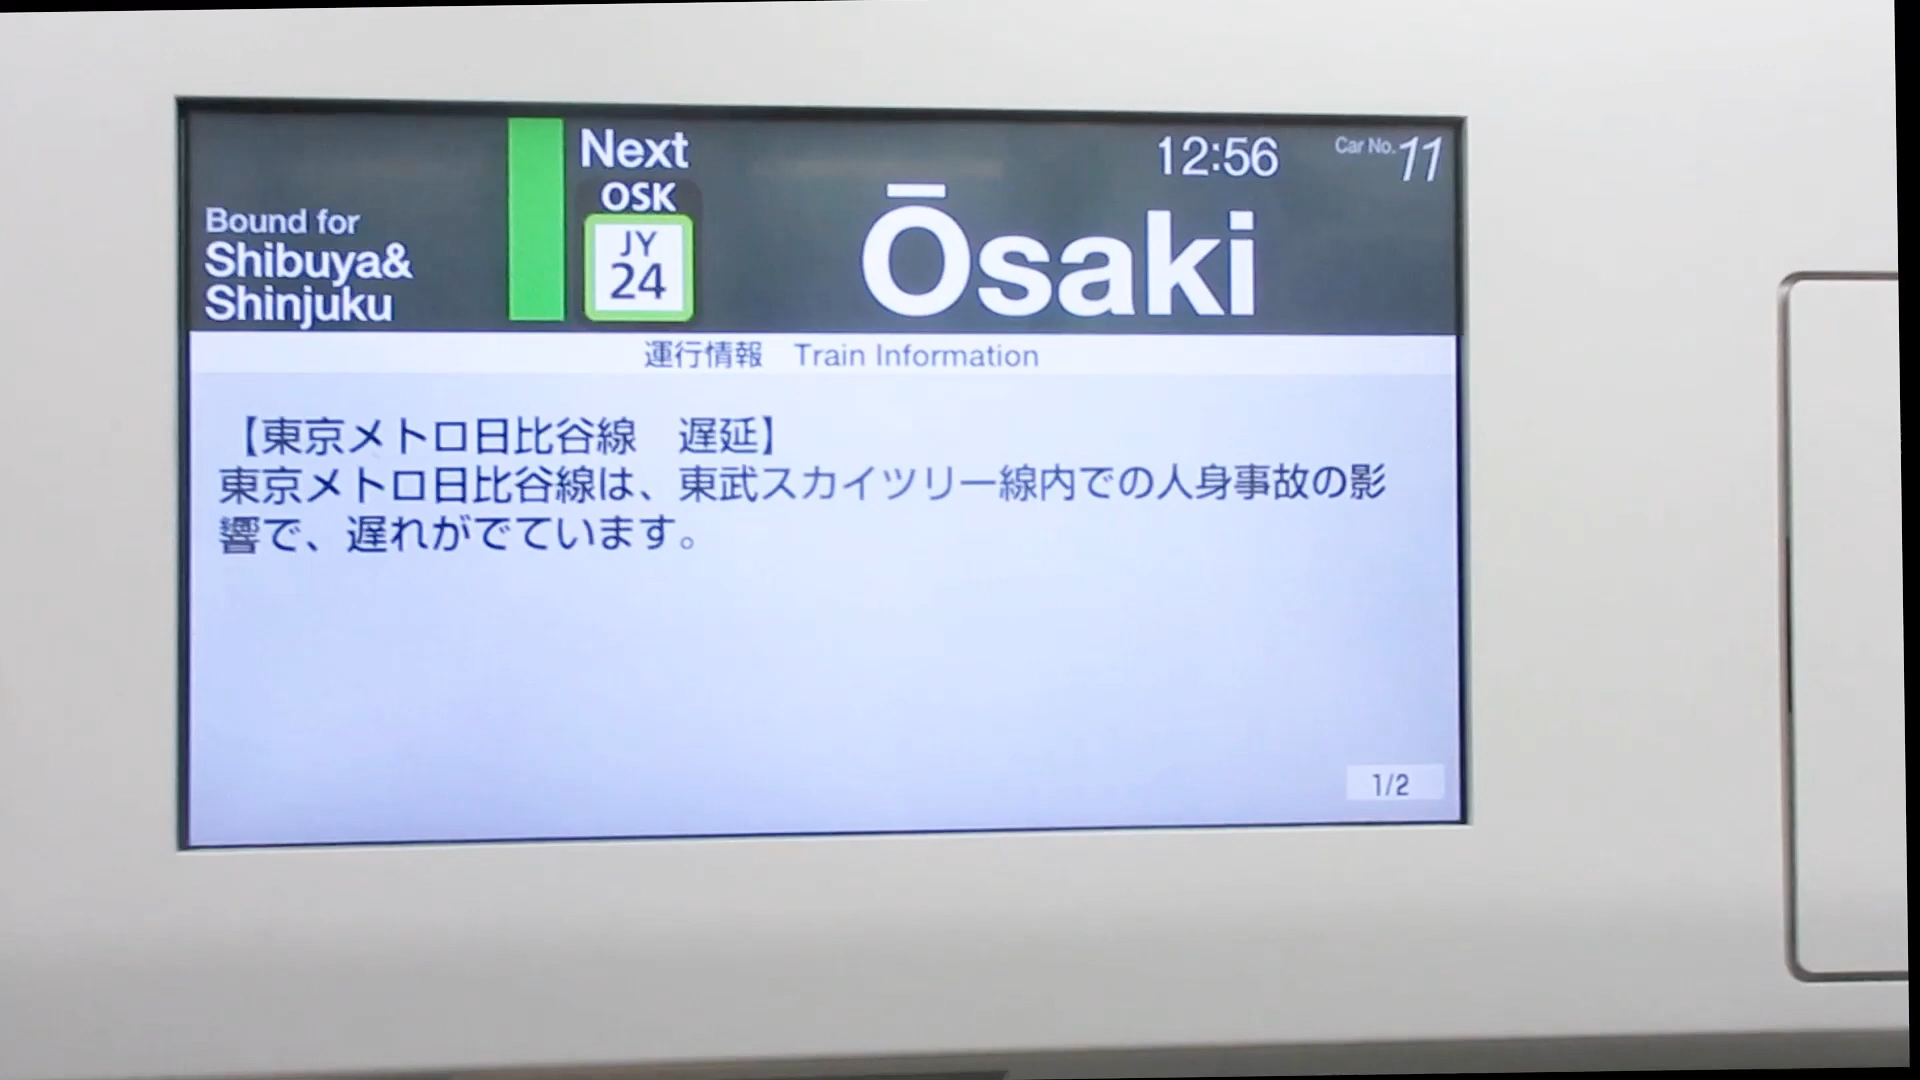 Bound for
Shibuya&
Shinjuku
Next
OSK
JY
24
Ōsaki
12:56
Car No. 11
運行情報 Train Information
【東京メトロ日比谷線 遅延】
東京メトロ日比谷線は、東武スカイツリー線内での人身事故の影
響で、遅れがでています。
1/2